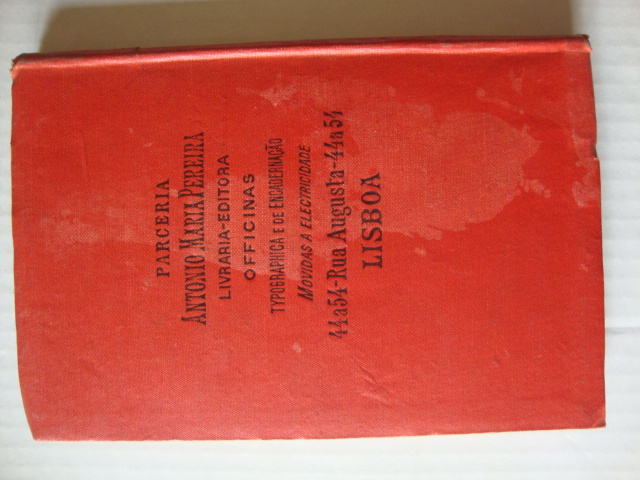 PARCERIA
ANTONIO MARIA PEREIRA
LIVRARIA-EDITORA
OFFICINAS
TYPOGRAPHICA E DE ENCADERNAÇÃO
MOVIDAS A ELECTRICIDADE
44a54-Rua Augusta-44a54
LISBOA